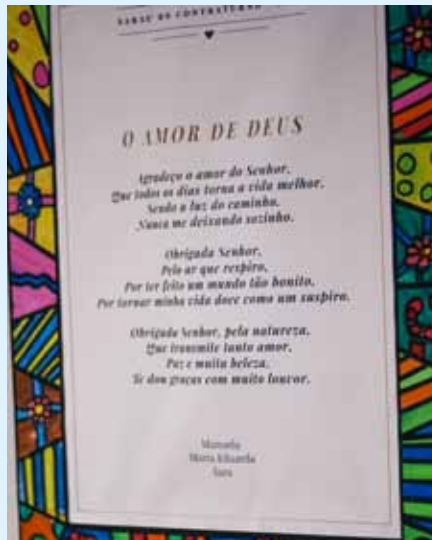 SARAU DO CONTRATURNO
O AMOR DE DEUS
Agradeço o amor do Senhor,
Que todos os dias torna a vida melhor,
Sendo a luz do caminho,
Nunca me deixando sozinho.
Obrigada Senhor,
Pelo ar que respiro,
Por ter feito um mundo tão bonito,
Por tornar minha vida doce como um suspiro.
Obrigada Senhor, pela natureza,
Que transmite tanto amor,
Paz e muita beleza,
Te dou graças com muito louvor.
Manuela
Maria Eduarda
Sara